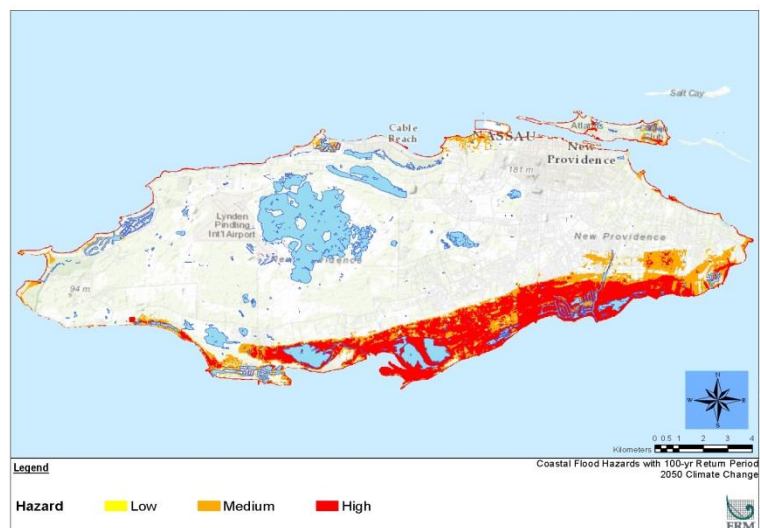 Salt Cay
Cable
Beach
NASSAU
Atlantis
New
Providence
181 m
Lynden
Pindling
Int'l Airport
New Providence
94 m
N
W
E
S
Kilometers
0 0.5 1 2 3 4
Legend
Coastal Flood Hazards with 100-yr Return Period
2050 Climate Change
Hazard
Low
Medium
High
ERM